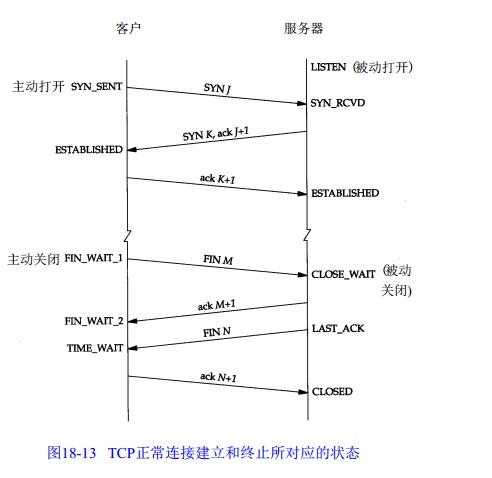 客户 服务器
LISTEN (被动打开)
主动打开 SYN_SENT
SYN J
SYN_RCVD
SYN K, ack J+1
ESTABLISHED
ack K+1
ESTABLISHED
主动关闭 FIN_WAIT_1
FIN M
CLOSE_WAIT (被动
关闭)
ack M+1
FIN_WAIT_2
FIN N
LAST_ACK
TIME_WAIT
ack N+1
CLOSED
图18-13 TCP正常连接建立和终止所对应的状态